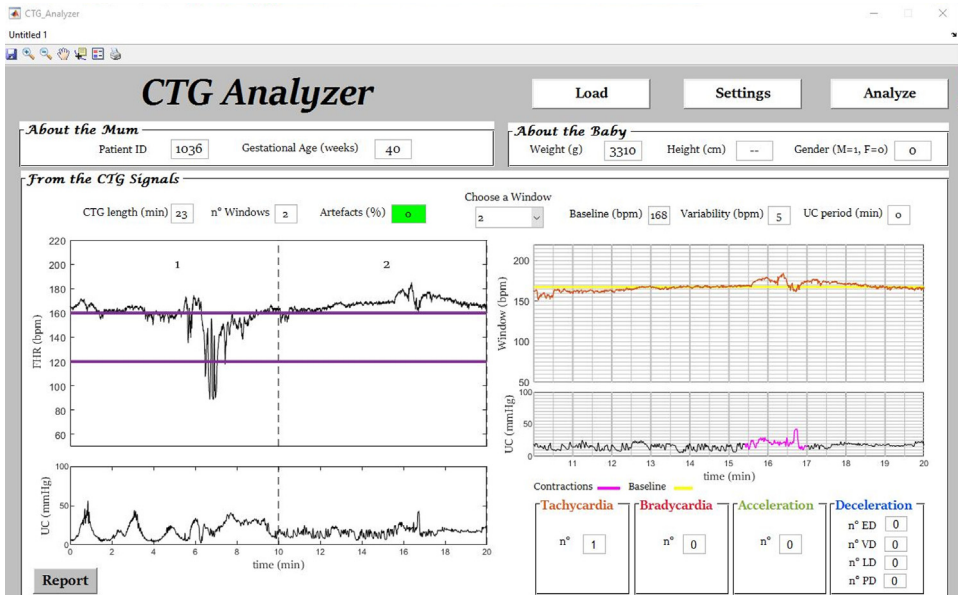 CTG_Analyzer
Untitled 1
CTG Analyzer
Load
Settings
Analyze
About the Mum
Patient ID 1036 Gestational Age (weeks) 40
About the Baby
Weight (g) 3310 Height (cm) -- Gender (M=1, F=0) 0
From the CTG Signals
CTG length (min) 23 n° Windows 2 Artefacts (%) 0
Choose a Window
2
Baseline (bpm) 168 Variability (bpm) 5 UC period (min) 0
FHR (bpm)
220
200
180
160
140
120
100
80
60
1 2
UC (mmHg)
100
50
0
0 2 4 6 8 10 12 14 16 18 20
time (min)
Window (bpm)
200
150
100
50
UC (mmHg)
100
50
0
11 12 13 14 15 16 17 18 19 20
time (min)
Contractions Baseline
Tachycardia
n° 1
Bradycardia
n° 0
Acceleration
n° 0
Deceleration
n° ED 0
n° VD 0
n° LD 0
n° PD 0
Report